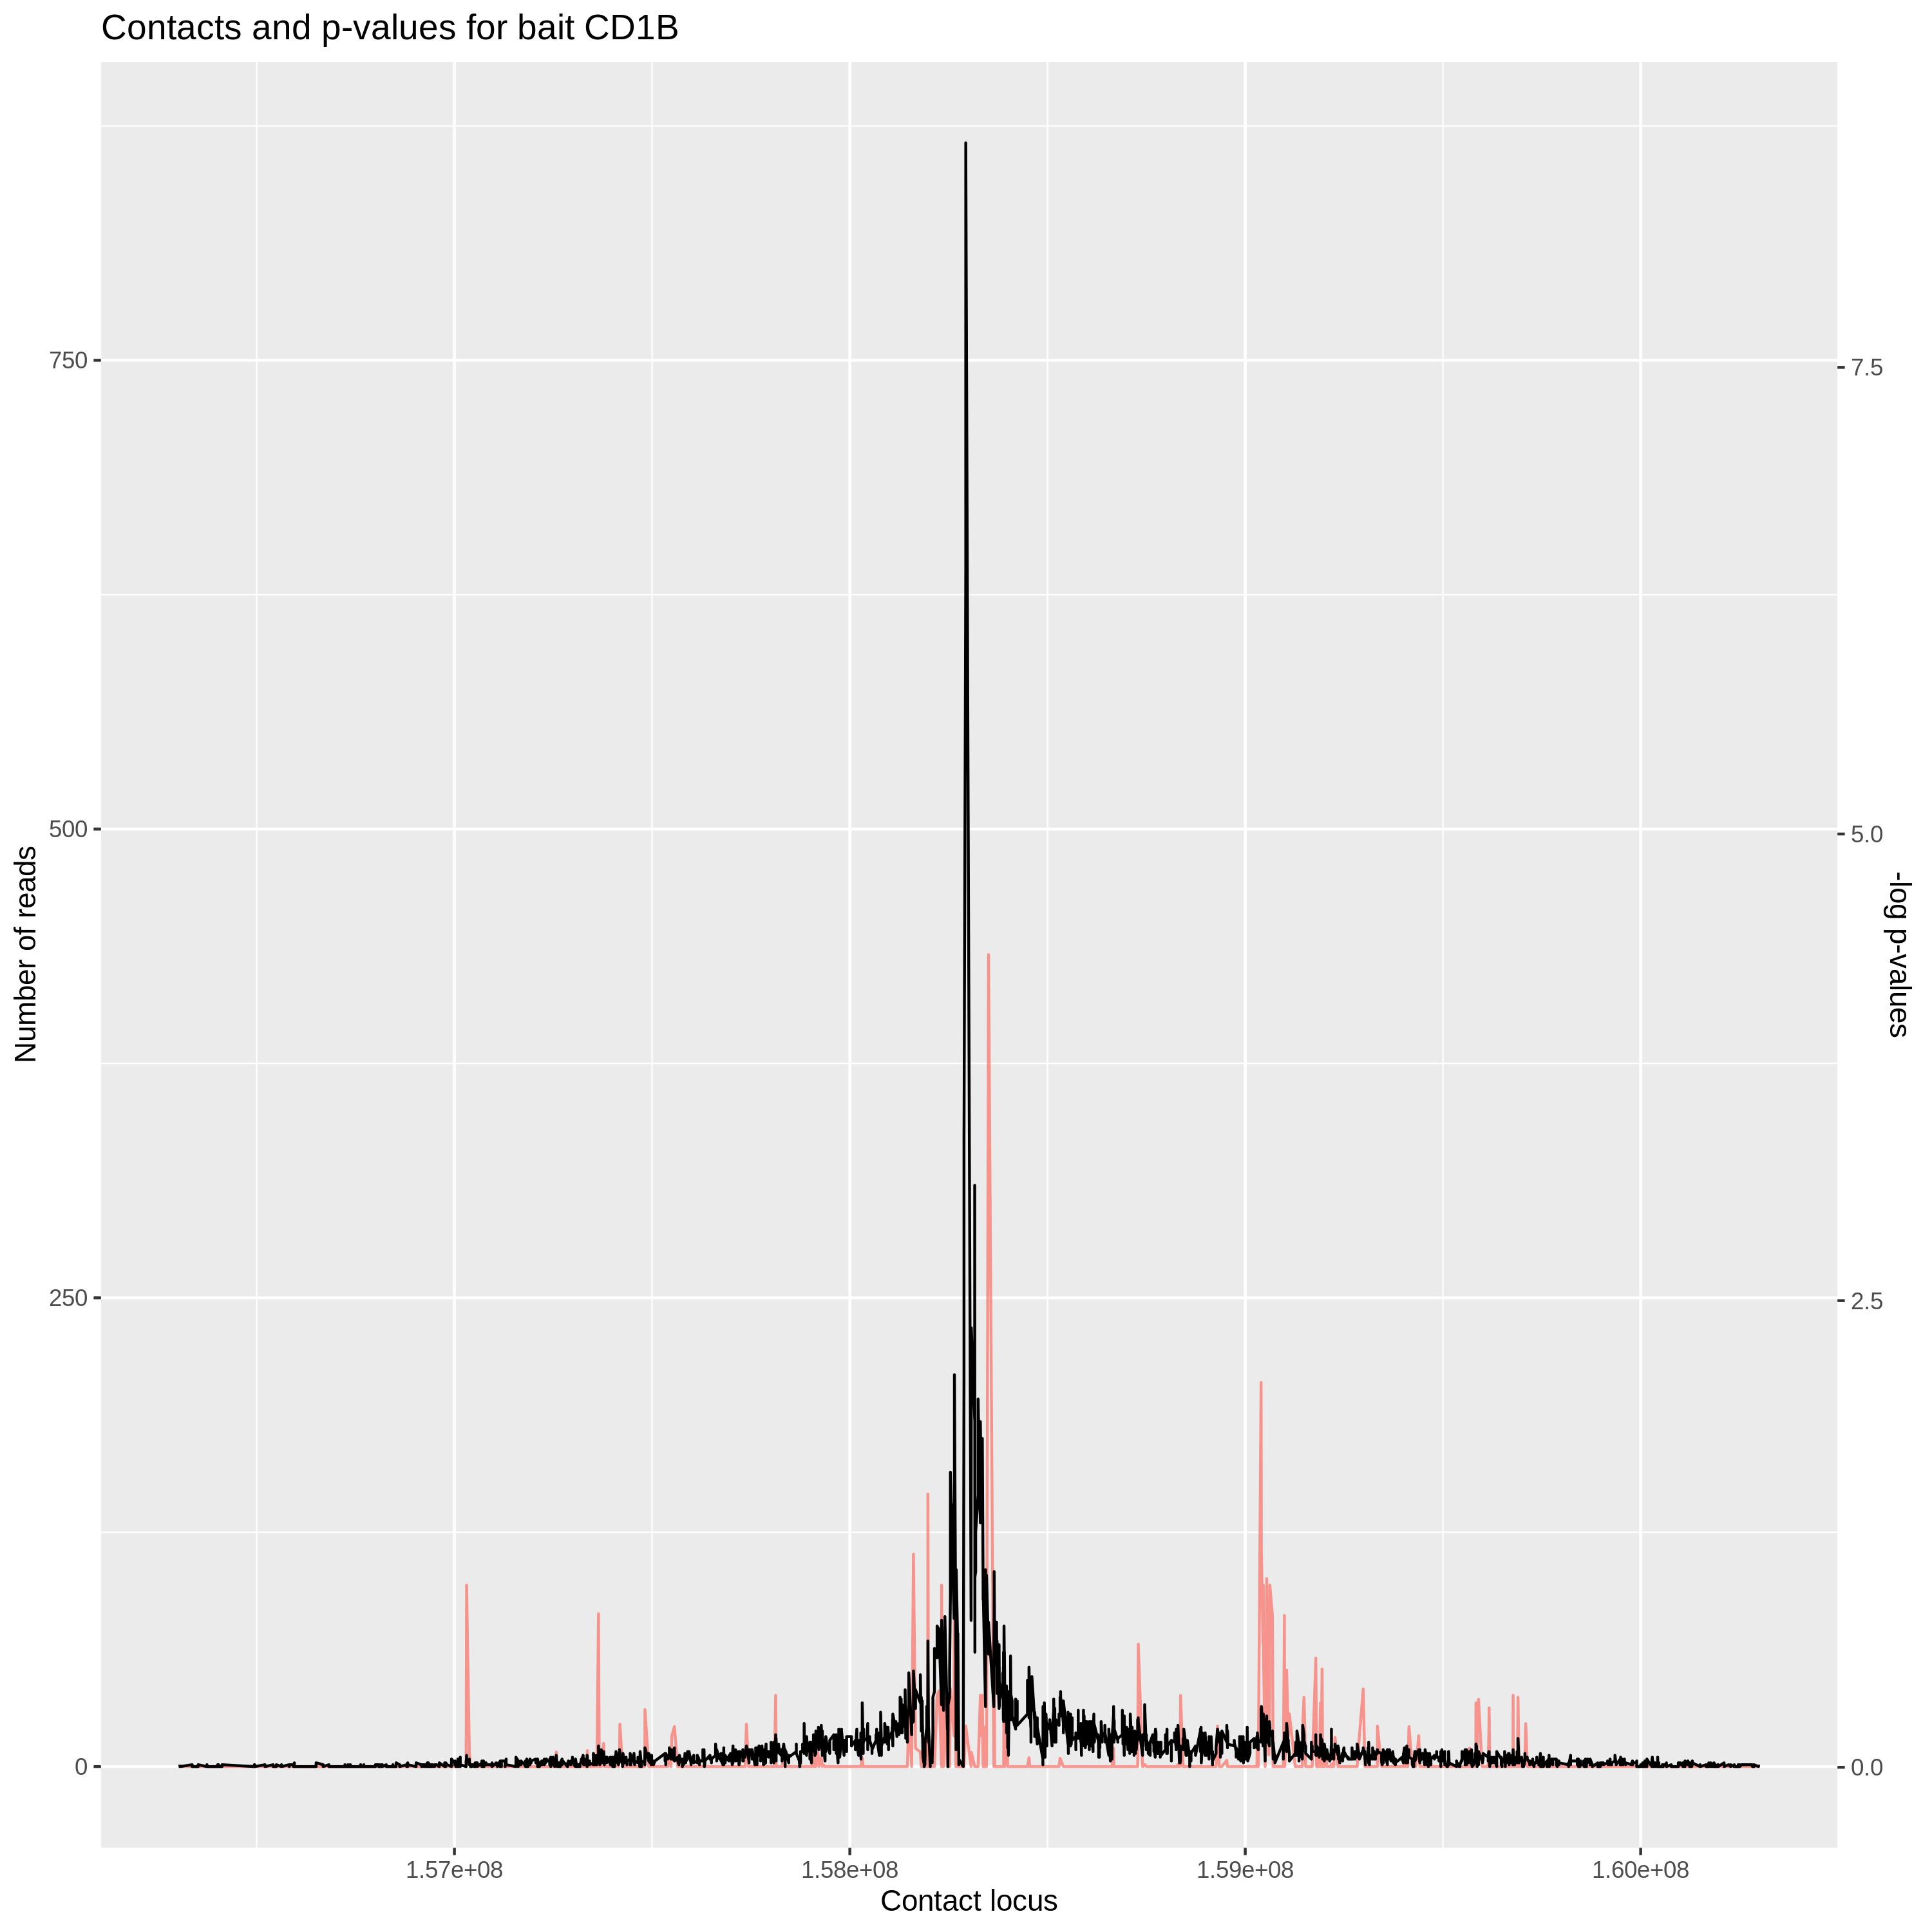 Contacts and p-values for bait CD1B
750
500
250
0
Number of reads
7.5
5.0
2.5
0.0
-log p-values
1.57e+08
1.58e+08
1.59e+08
1.60e+08
Contact locus